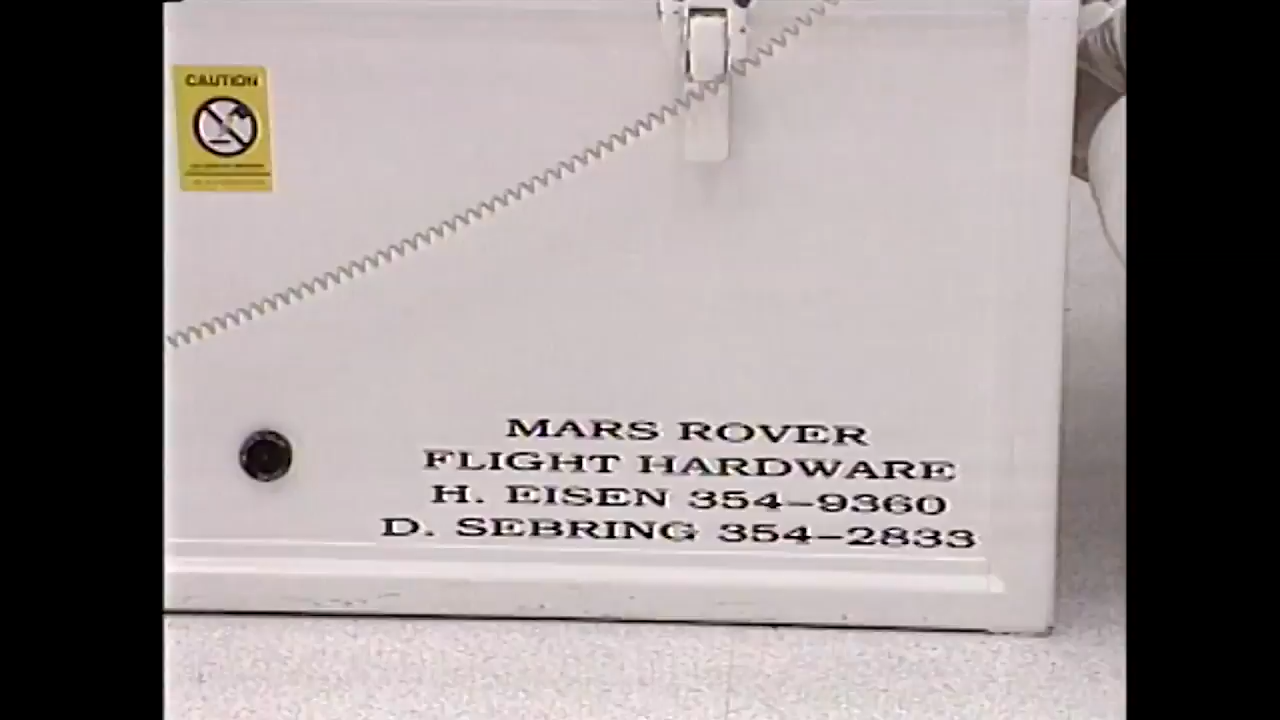 CAUTION
MARS ROVER
FLIGHT HARDWARE
H. EISEN 354-9360
D. SEBRING 354-2833